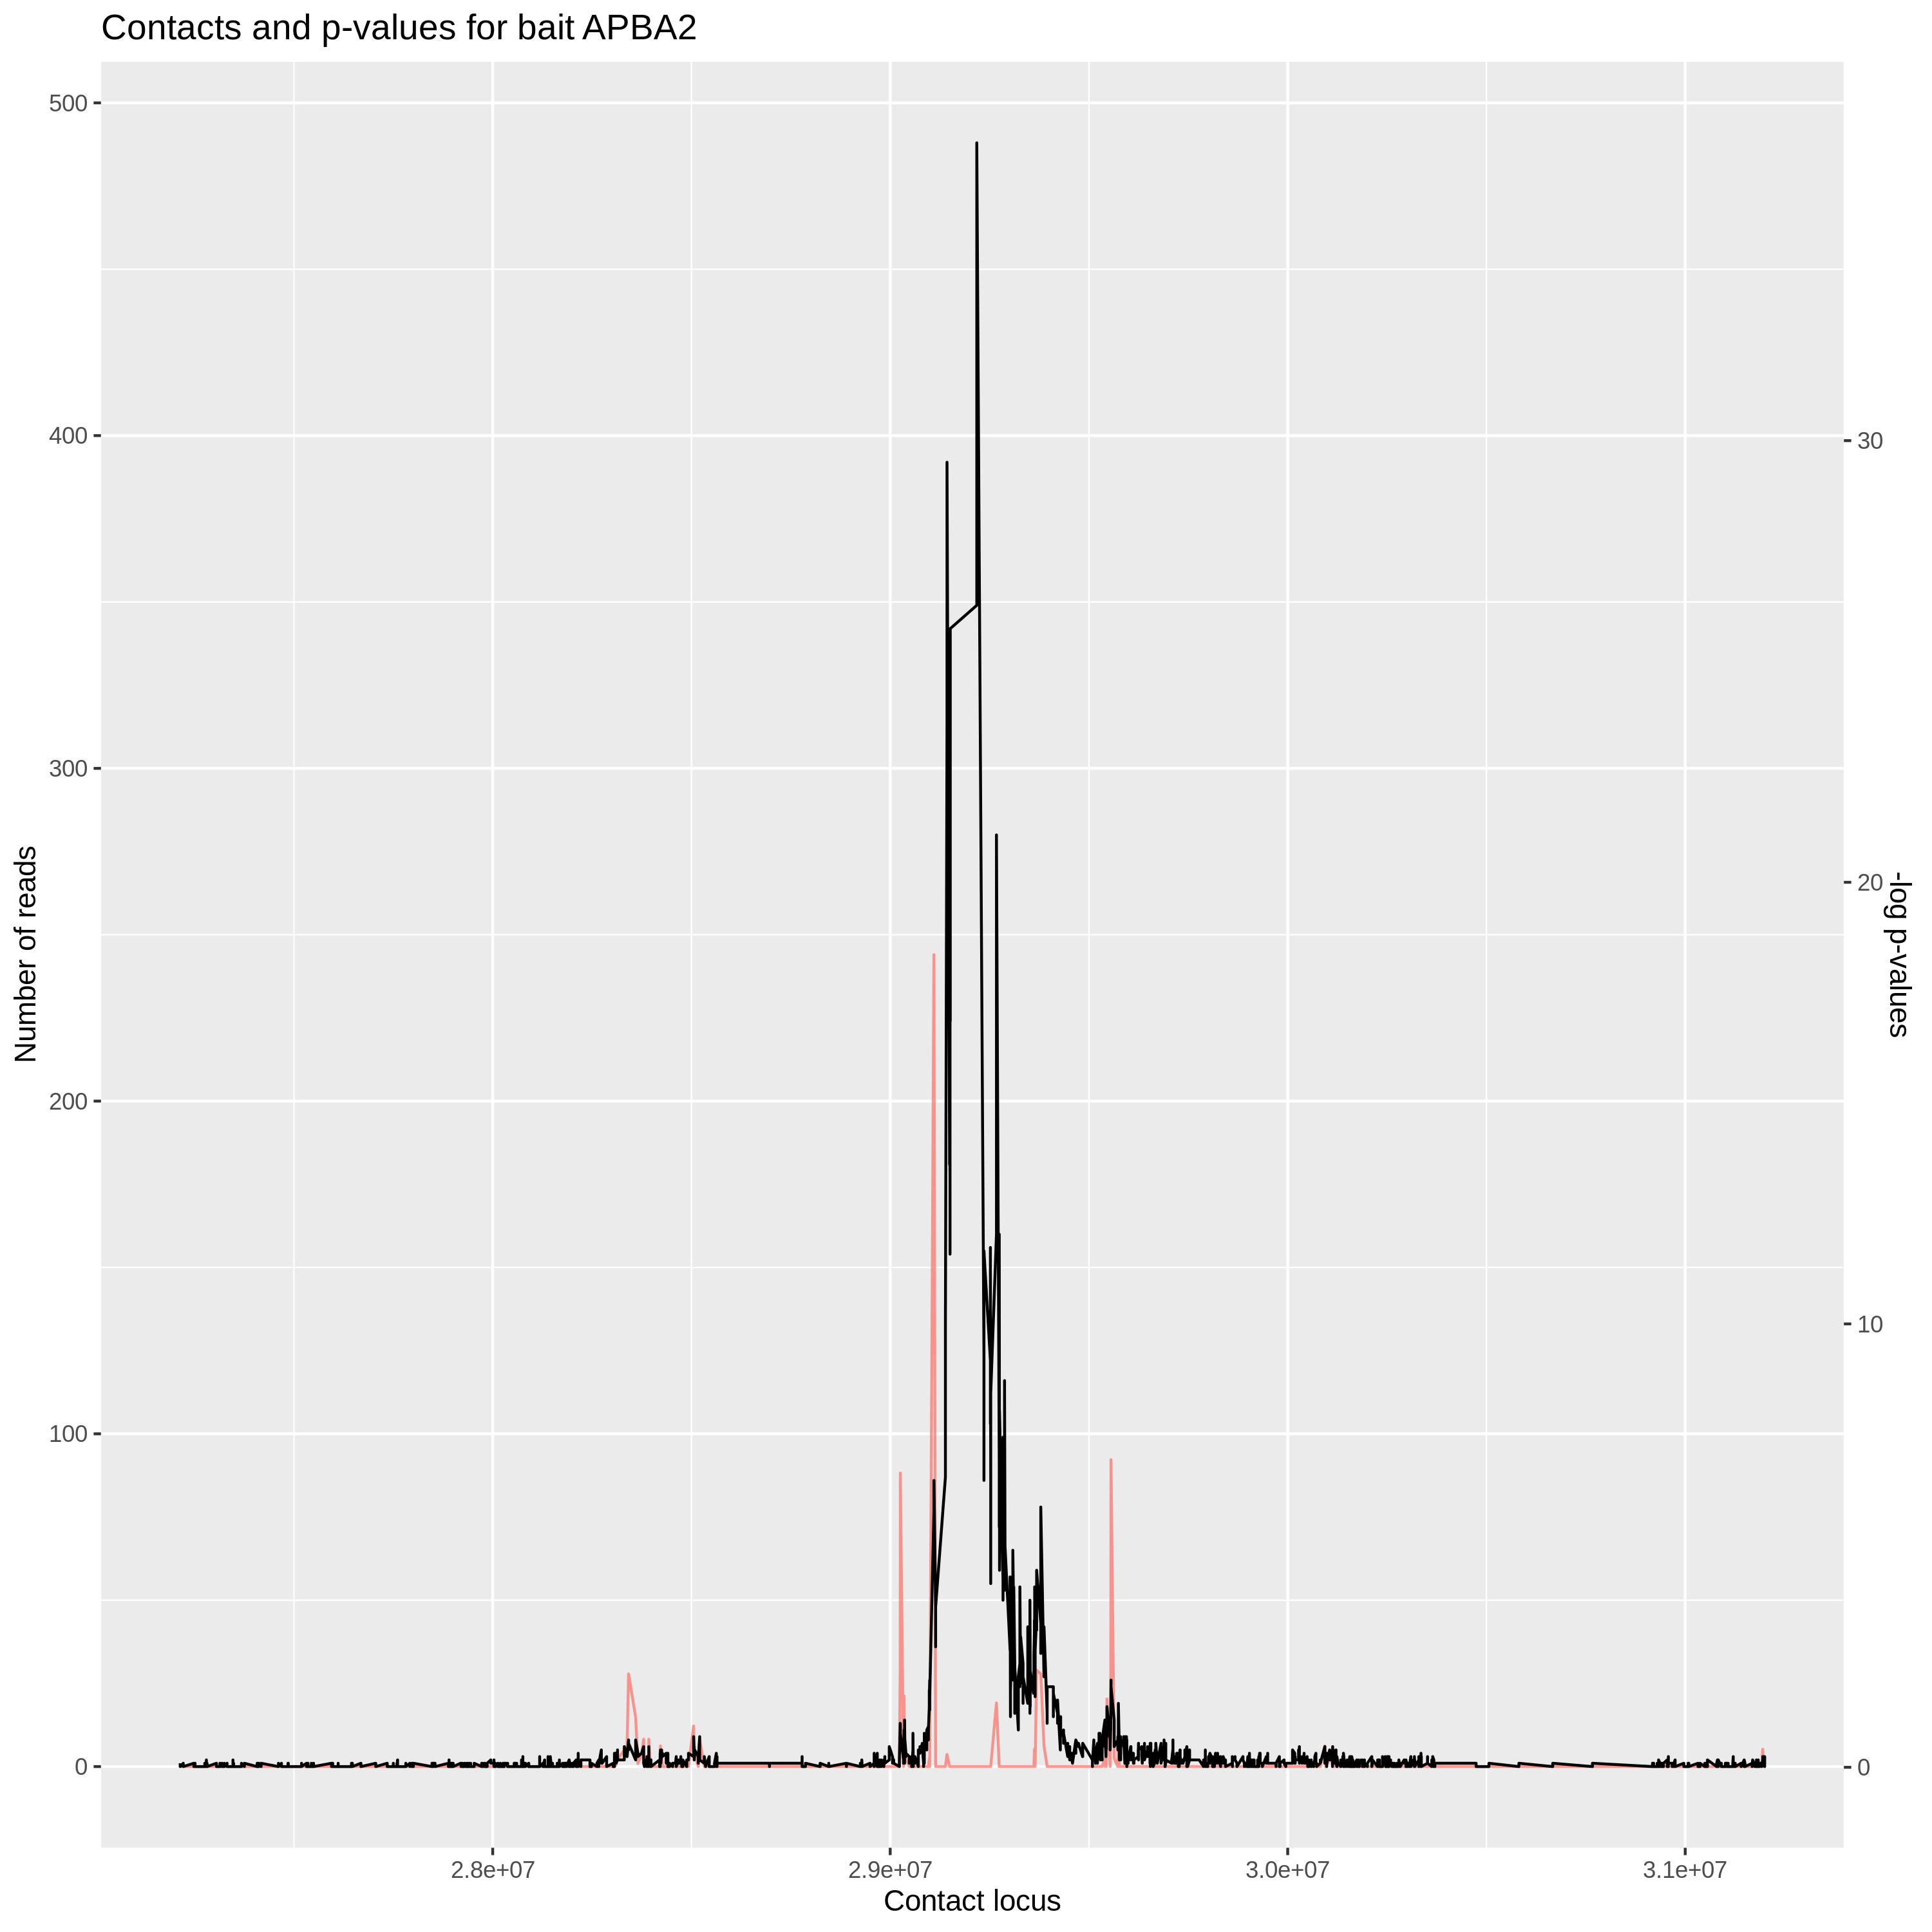 Contacts and p-values for bait APBA2
500
400
300
200
100
0
Number of reads
30
20
10
0
-log p-values
2.8e+07
2.9e+07
3.0e+07
3.1e+07
Contact locus